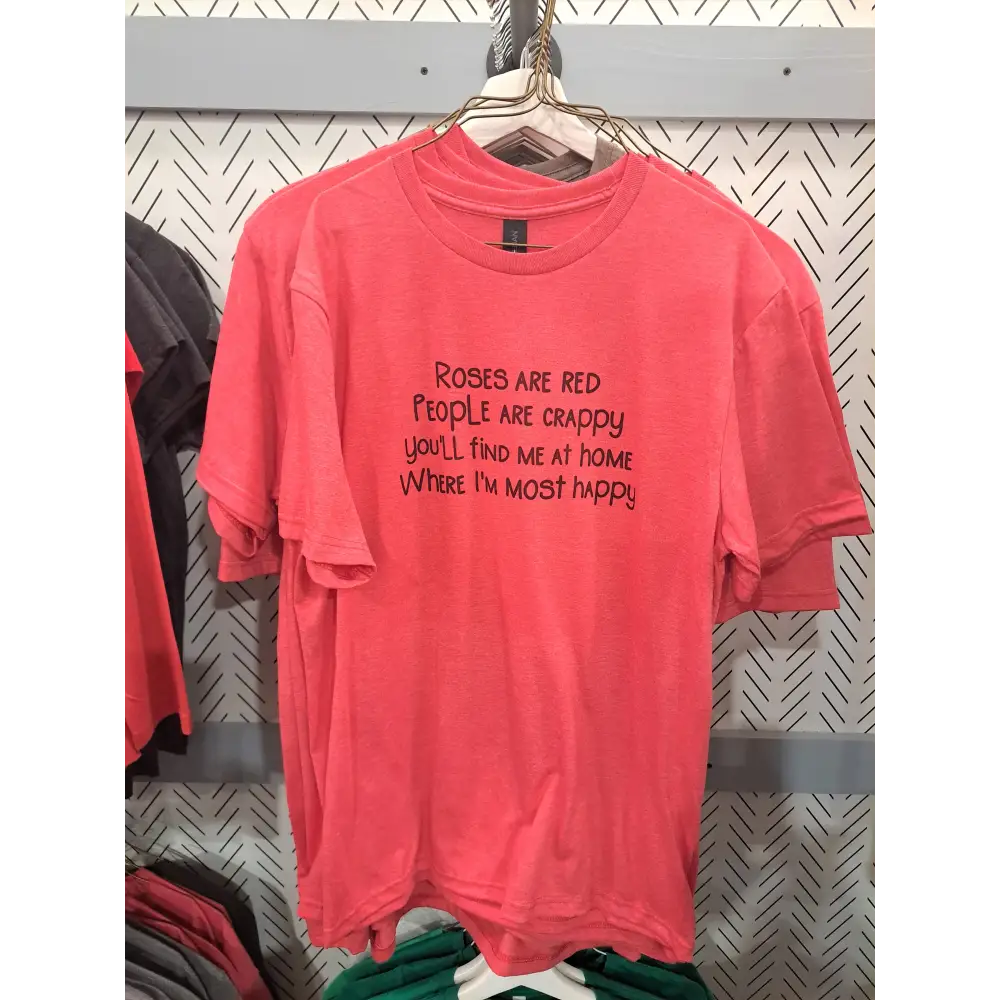 Roses are red
People are crappy
You'll find me at home
Where I'm most happy